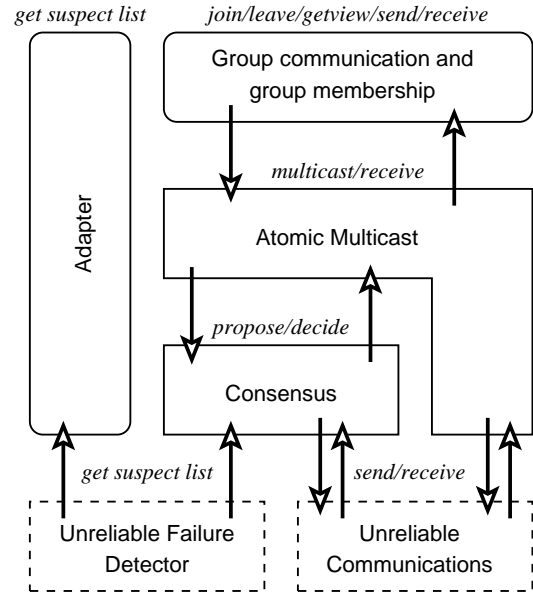 get suspect list
join/leave/getview/send/receive
Group communication and
group membership
multicast/receive
Adapter
Atomic Multicast
propose/decide
Consensus
get suspect list
send/receive
Unreliable Failure
Detector
Unreliable
Communications